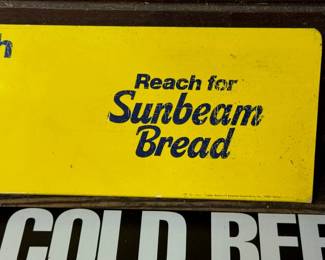 h
Reach for
Sunbeam
Bread
COLD BEE